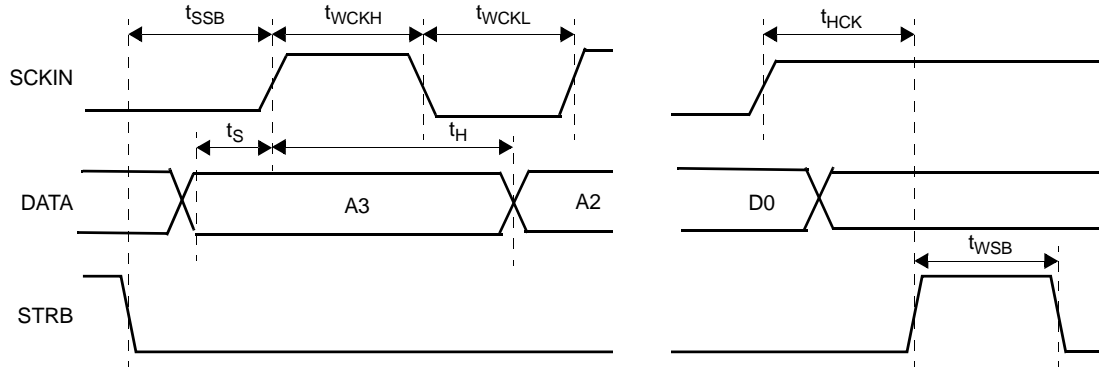 tSSB tWCKH tWCKL tHCK
SCKIN
tS tH
DATA A3 A2 D0
tWSB
STRB